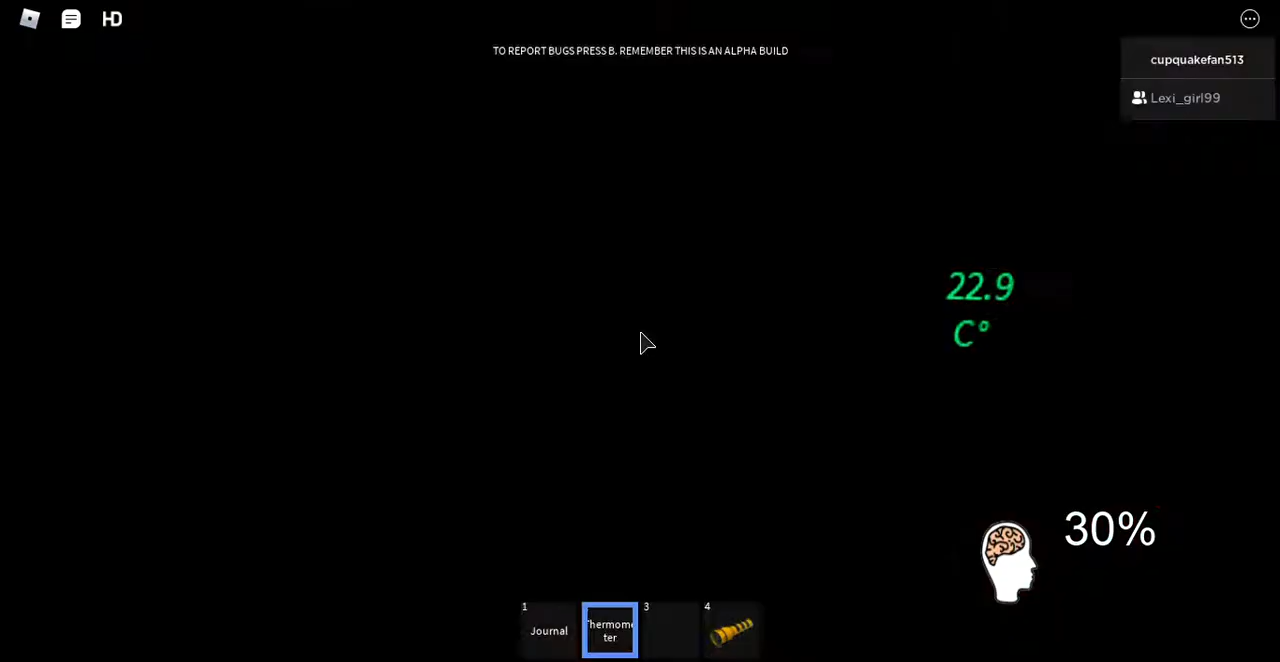 HD
TO REPORT BUGS PRESS B. REMEMBER THIS IS AN ALPHA BUILD
cupquakefan513
Lexi_girl99
22.9
C°
30%
1
Journal
Thermome
ter
3
4